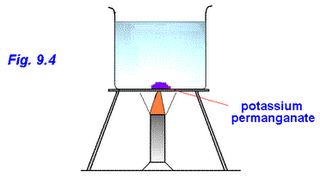 Fig. 9.4
potassium
permanganate